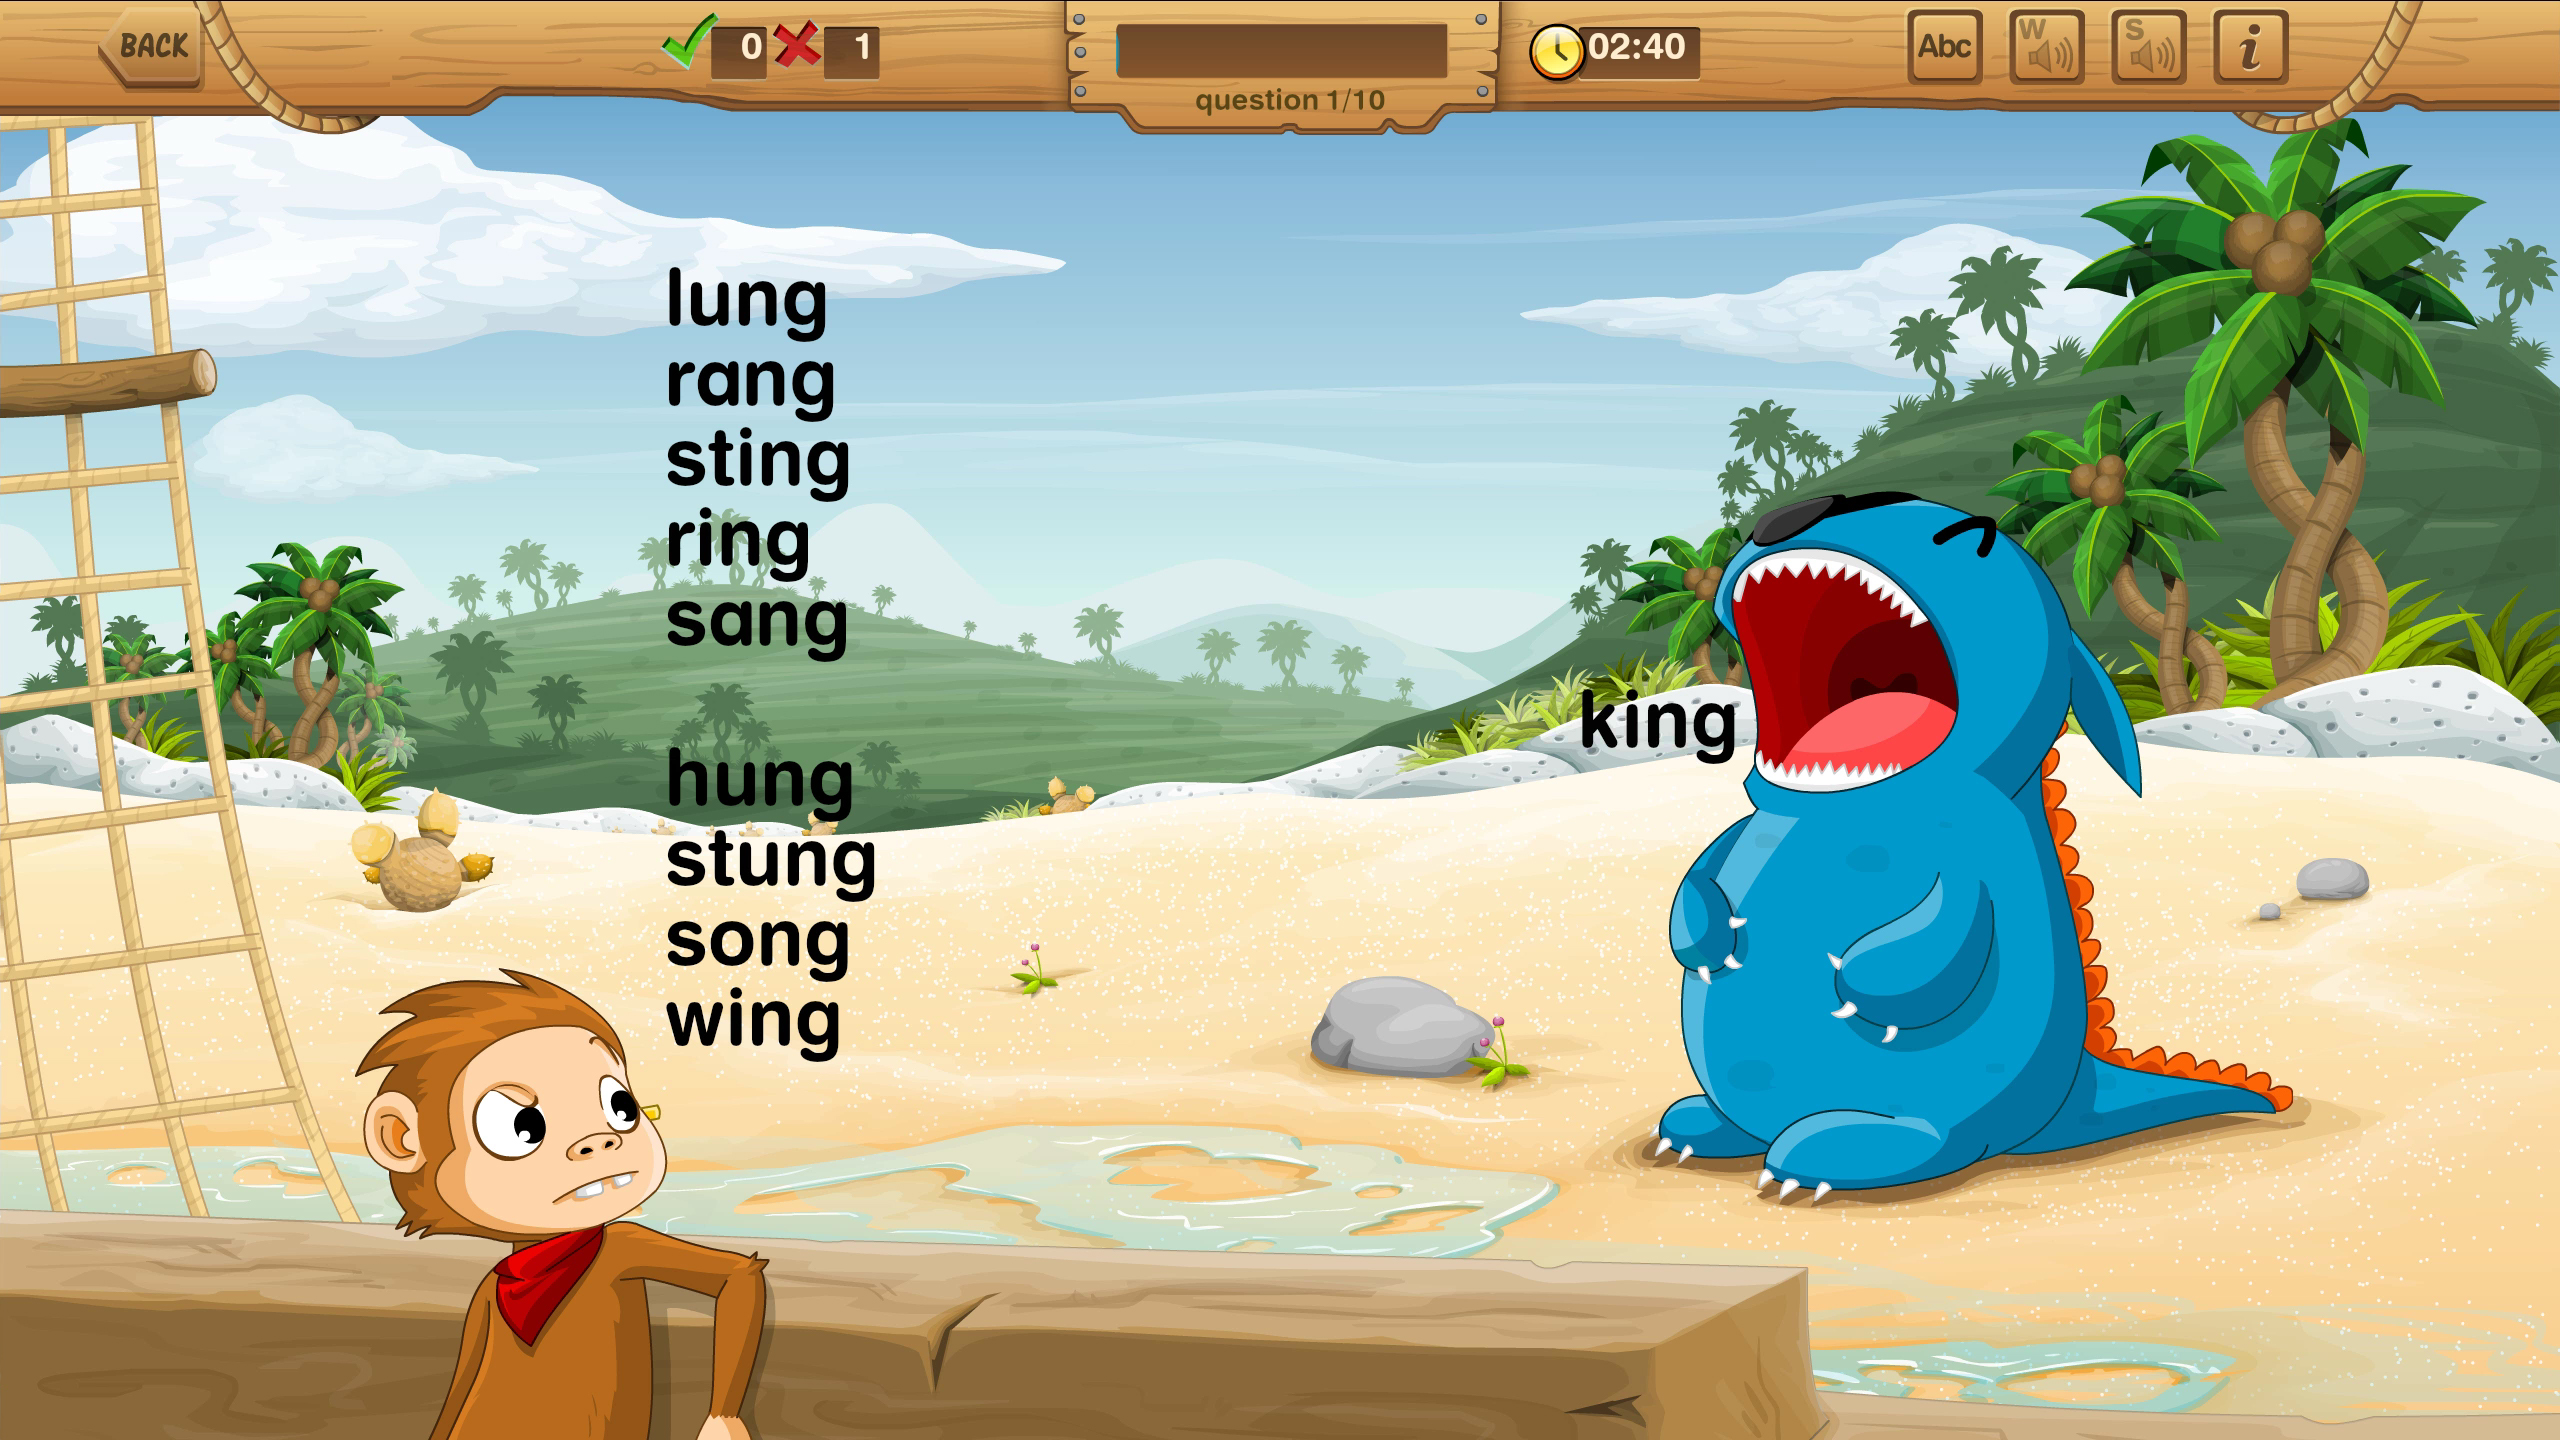 BACK
0 1
question 1/10
02:40
Abc W S i
lung
rang
sting
ring
sang
king
hung
stung
song
wing